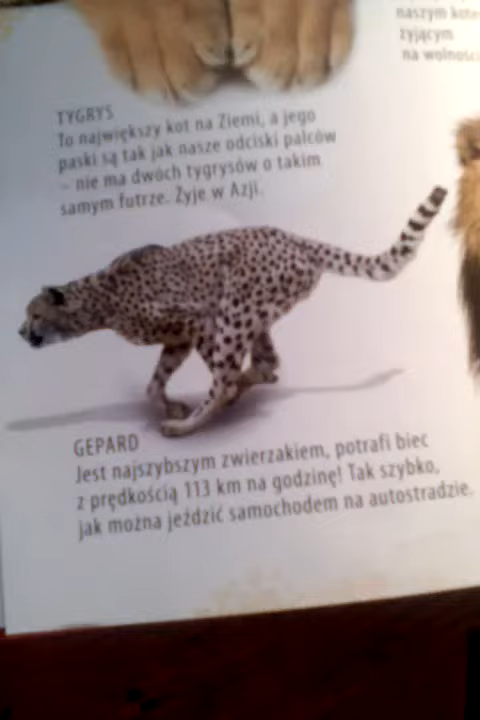 naszym kote
żyjącym
na wolności
TYGRYS
To największy kot na Ziemi, a jego
paski są tak jak nasze odciski palców
– nie ma dwóch tygrysów o takim
samym futrze. Żyje w Azji.
GEPARD
Jest najszybszym zwierzakiem, potrafi biec
z prędkością 113 km na godzinę! Tak szybko,
jak można jeździć samochodem na autostradzie.